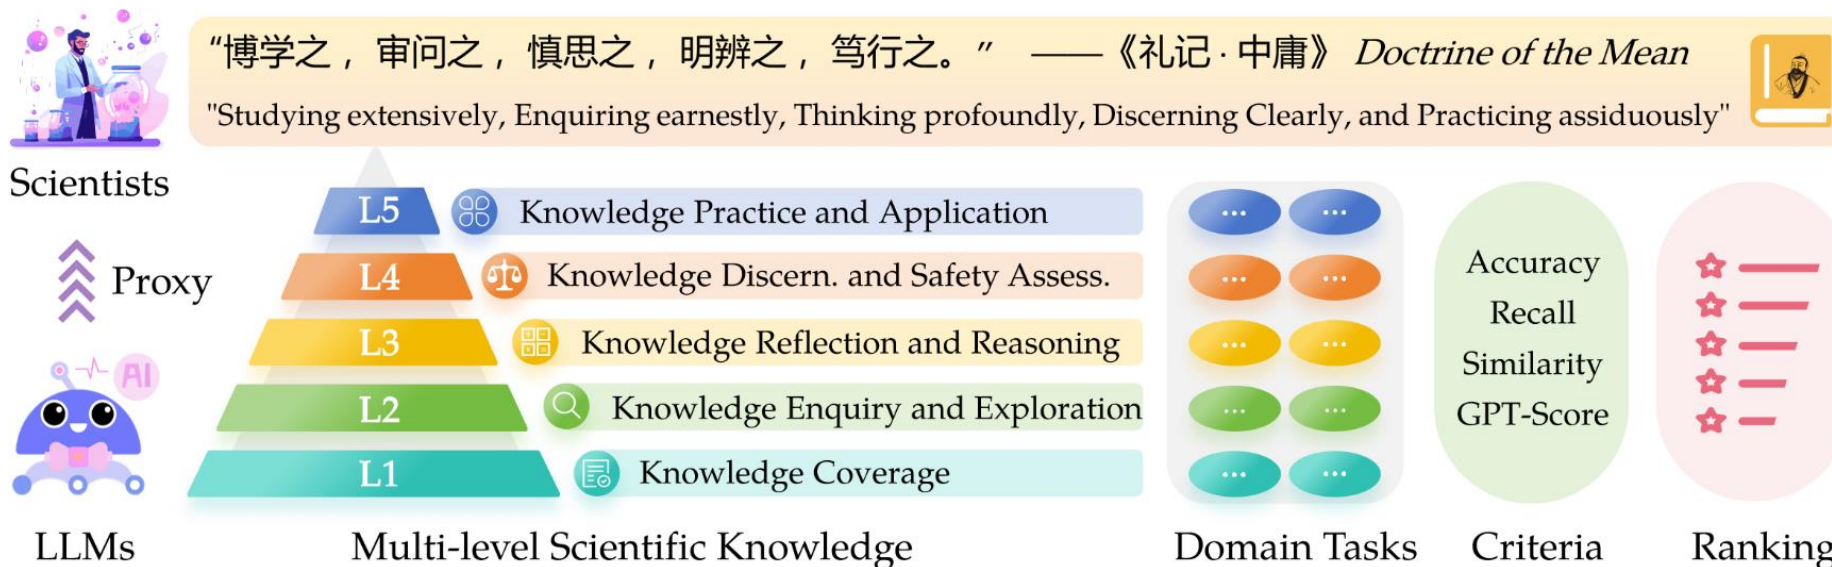 “博学之，审问之，慎思之，明辨之，笃行之。” ——《礼记·中庸》 Doctrine of the Mean
"Studying extensively, Enquiring earnestly, Thinking profoundly, Discerning Clearly, and Practicing assiduously"
Scientists
Proxy
AI
LLMs
L5 Knowledge Practice and Application
L4 Knowledge Discern. and Safety Assess.
L3 Knowledge Reflection and Reasoning
L2 Knowledge Enquiry and Exploration
L1 Knowledge Coverage
Multi-level Scientific Knowledge
... ...
... ...
... ...
... ...
... ...
Domain Tasks
Accuracy
Recall
Similarity
GPT-Score
Criteria
Ranking